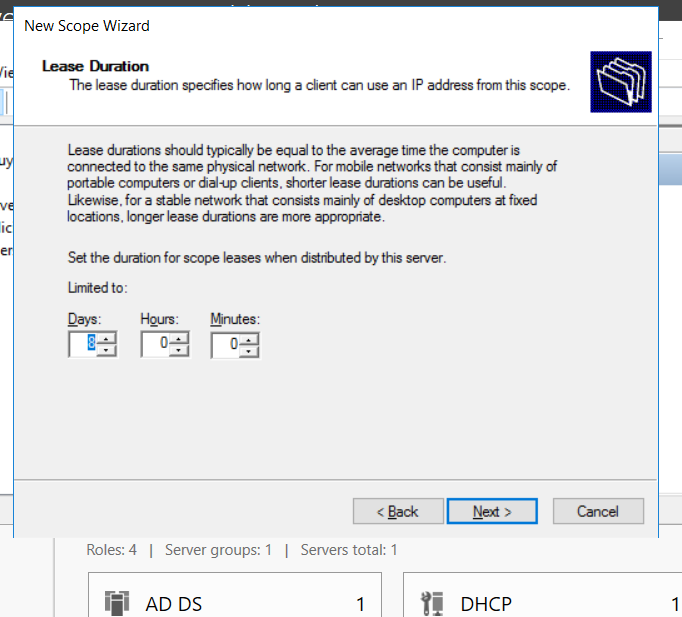 New Scope Wizard
Lease Duration
The lease duration specifies how long a client can use an IP address from this scope.
Lease durations should typically be equal to the average time the computer is
connected to the same physical network. For mobile networks that consist mainly of
portable computers or dial-up clients, shorter lease durations can be useful.
Likewise, for a stable network that consists mainly of desktop computers at fixed
locations, longer lease durations are more appropriate.
Set the duration for scope leases when distributed by this server.
Limited to:
Days: Hours: Minutes:
8 0 0
< Back Next > Cancel
Roles: 4 | Server groups: 1 | Servers total: 1
AD DS 1 DHCP 1